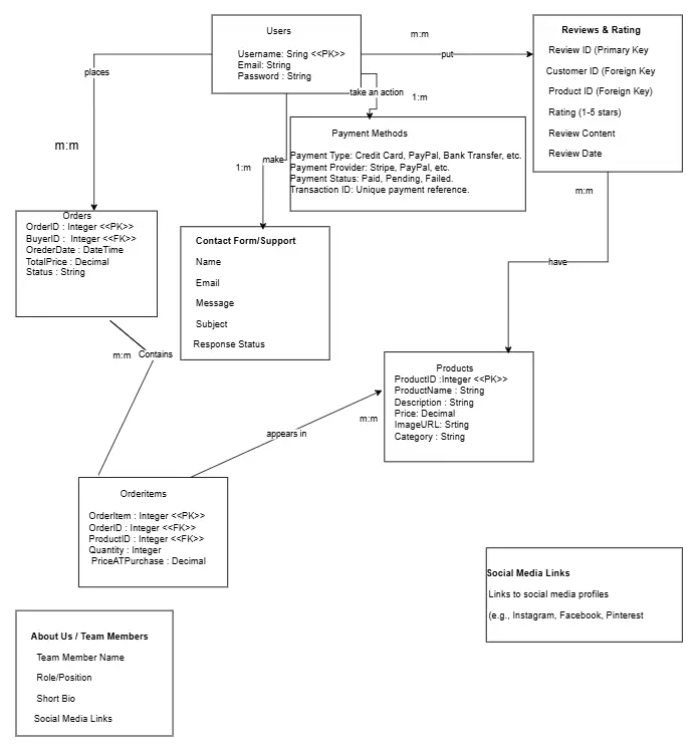 Users
Username: Sring <<PK>>
Email: String
Password : String
m:m
put
Reviews & Rating
Review ID (Primary Key
Customer ID (Foreign Key
Product ID (Foreign Key)
Rating (1-5 stars)
Review Content
Review Date
places
take an action
1:m
m:m
Payment Methods
Payment Type: Credit Card, PayPal, Bank Transfer, etc.
Payment Provider: Stripe, PayPal, etc.
Payment Status: Paid, Pending, Failed.
Transaction ID: Unique payment reference.
make
1:m
m:m
Orders
OrderID : Integer <<PK>>
BuyerID : Integer <<FK>>
OrederDate : DateTime
TotalPrice : Decimal
Status : String
Contact Form/Support
Name
Email
Message
Subject
Response Status
have
m:m
Contains
Products
ProductID :Integer <<PK>>
ProductName : String
Description : String
Price: Decimal
ImageURL: Srting
Category : String
m:m
appears in
Orderitems
OrderItem : Integer <<PK>>
OrderID : Integer <<FK>>
ProductID : Integer <<FK>>
Quantity : Integer
PriceATPurchase : Decimal
Social Media Links
Links to social media profiles
(e.g., Instagram, Facebook, Pinterest
About Us / Team Members
Team Member Name
Role/Position
Short Bio
Social Media Links